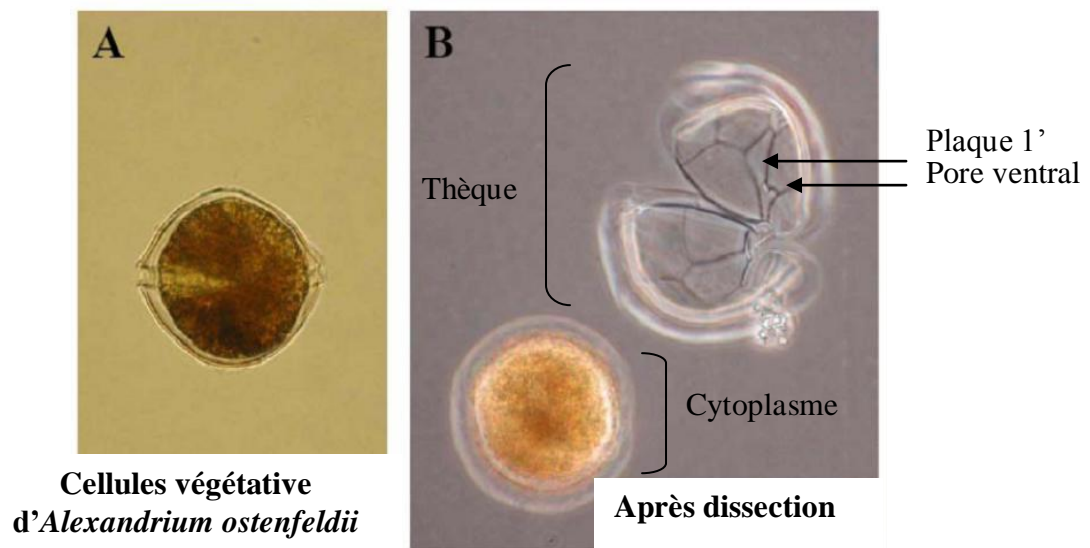 A
B
Thèque
Plaque 1’
Pore ventral
Cytoplasme
Cellules végétative
d’Alexandrium ostenfeldii
Après dissection